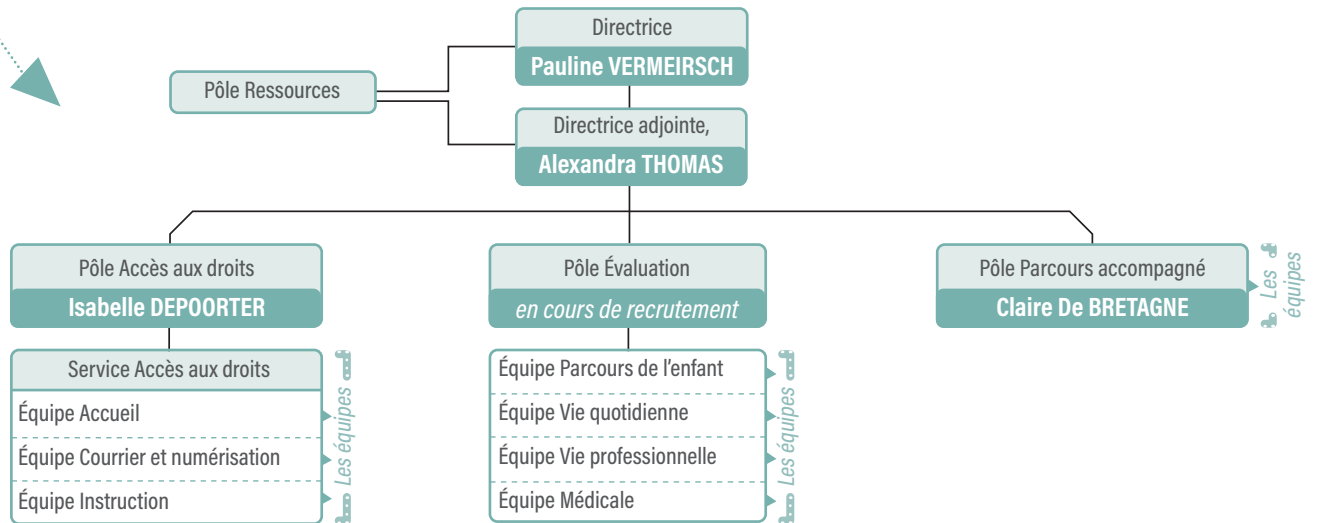 Directrice
Pauline VERMEIRSCH
Pôle Ressources
Directrice adjointe,
Alexandra THOMAS
Pôle Accès aux droits
Isabelle DEPOORTER
Pôle Évaluation
en cours de recrutement
Pôle Parcours accompagné
Claire De BRETAGNE
Les
équipes
Service Accès aux droits
Équipe Accueil
Équipe Courrier et numérisation
Équipe Instruction
Les équipes
Équipe Parcours de l'enfant
Équipe Vie quotidienne
Équipe Vie professionnelle
Équipe Médicale
Les équipes